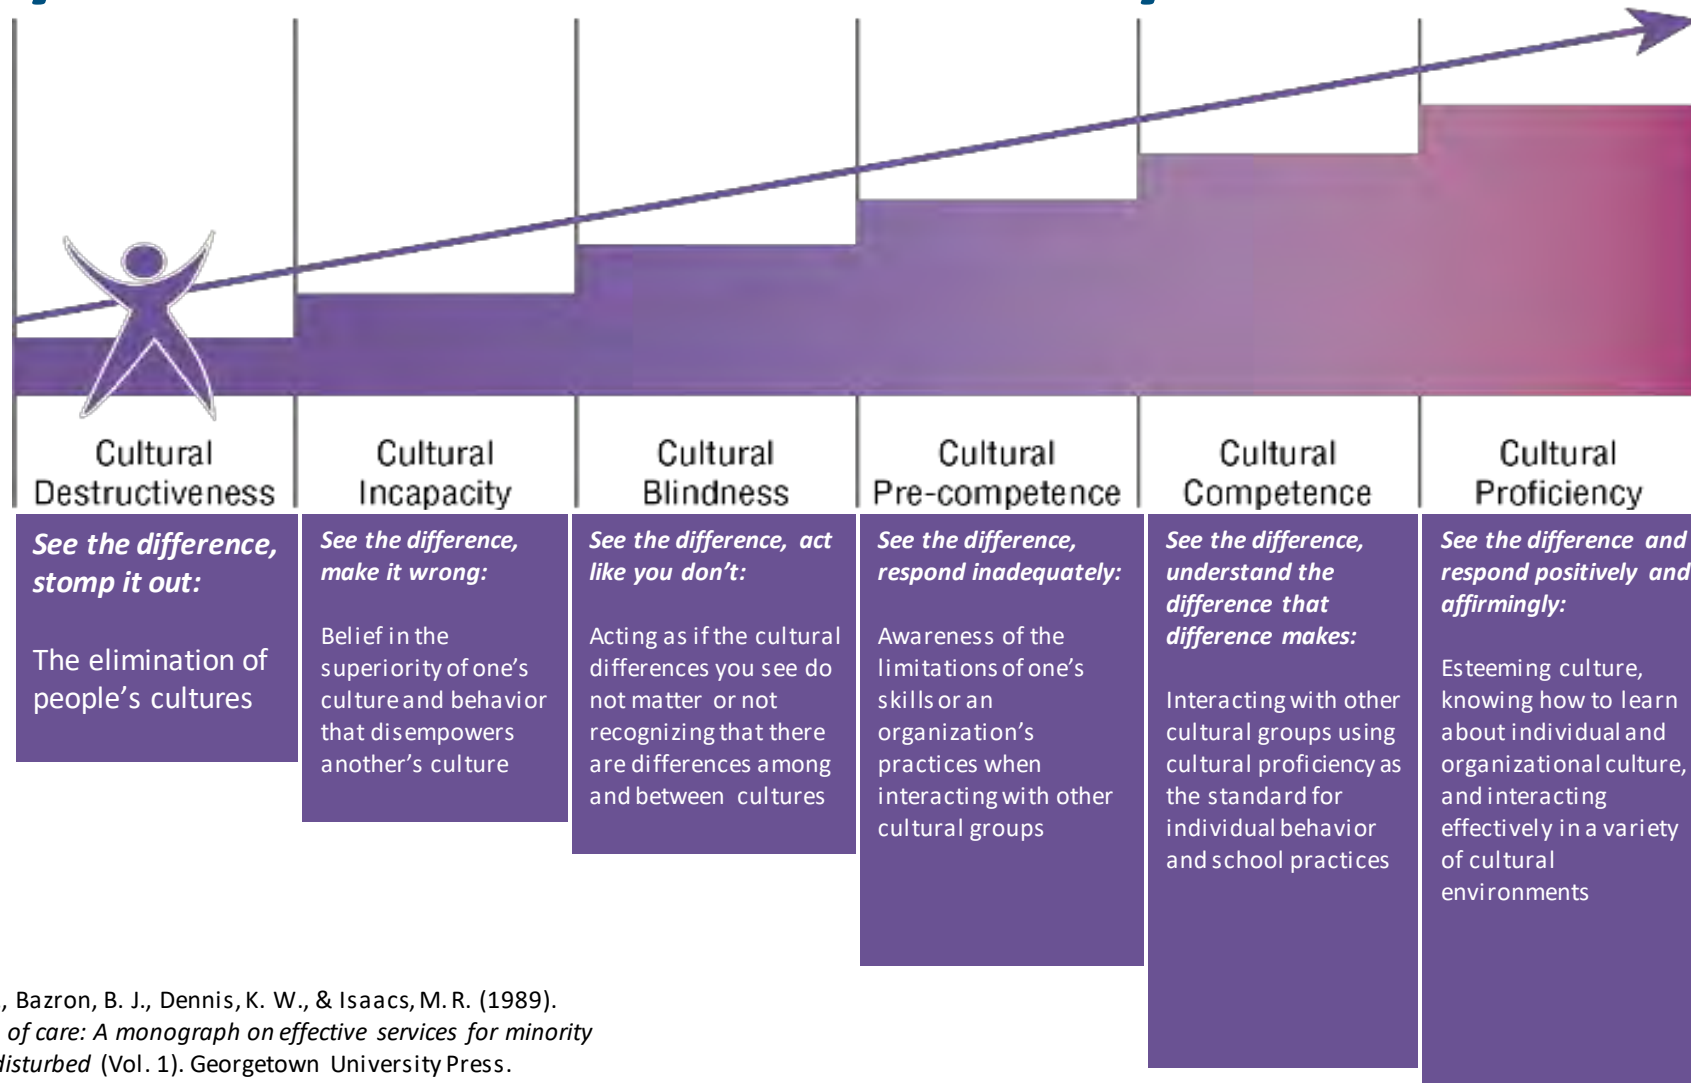 Cultural
Destructiveness
Cultural
Incapacity
Cultural
Blindness
Cultural
Pre-competence
Cultural
Competence
Cultural
Proficiency
See the difference,
stomp it out:
The elimination of
people's cultures
See the difference,
make it wrong:
Belief in the
superiority of one's
culture and behavior
that disempowers
another's culture
See the difference, act
like you don't:
Acting as if the cultural
differences you see do
not matter or not
recognizing that there
are differences among
and between cultures
See the difference,
respond inadequately:
Awareness of the
limitations of one's
skills or an
organization's
practices when
interacting with other
cultural groups
See the difference,
understand the
difference that
difference makes:
Interacting with other
cultural groups using
cultural proficiency as
the standard for
individual behavior
and school practices
See the difference and
respond positively and
affirmingly:
Esteeming culture,
knowing how to learn
about individual and
organizational culture,
and interacting
effectively in a variety
of cultural
environments
., Bazron, B. J., Dennis, K. W., & Isaacs, M. R. (1989).
of care: A monograph on effective services for minority
disturbed (Vol. 1). Georgetown University Press.